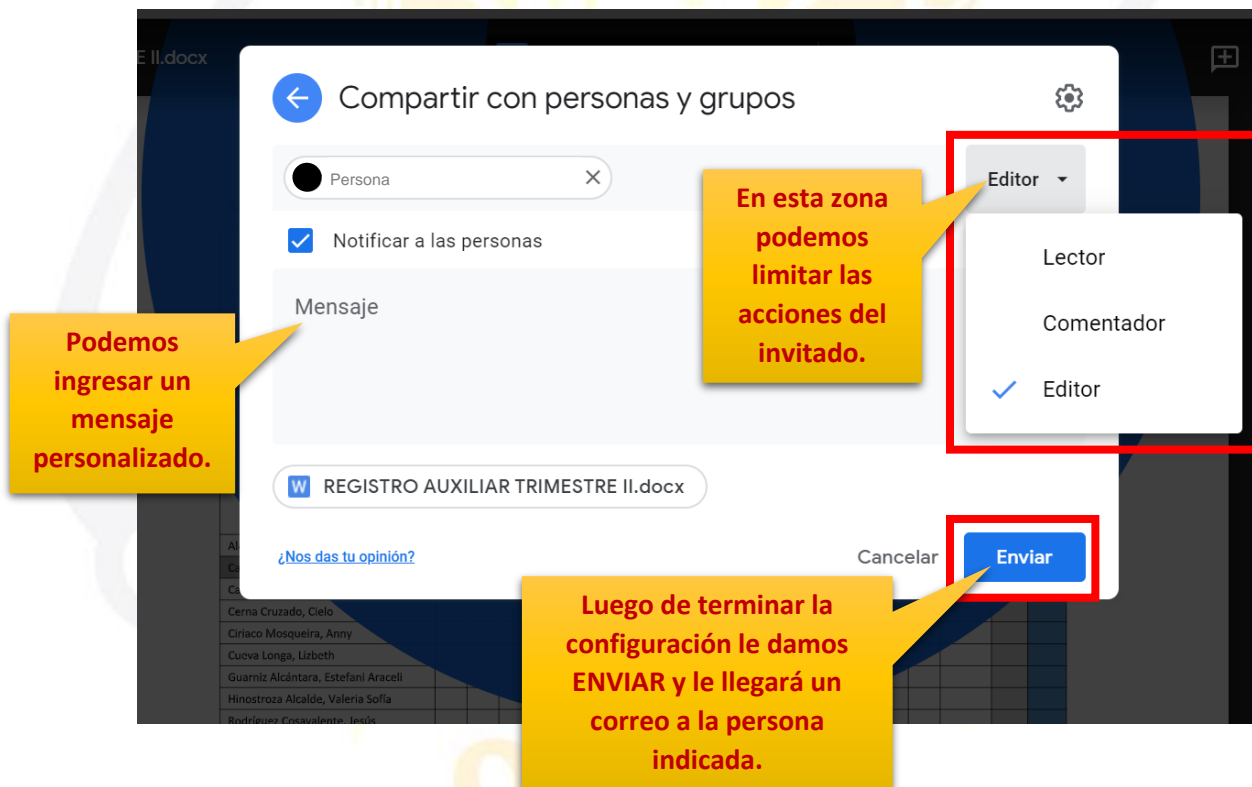 E II.docx
Compartir con personas y grupos
Persona
Editor
Notificar a las personas
En esta zona
podemos
limitar las
acciones del
invitado.
Lector
Comentador
Editor
Mensaje
Podemos
ingresar un
mensaje
personalizado.
W REGISTRO AUXILIAR TRIMESTRE II.docx
¿Nos das tu opinión?
Cancelar
Enviar
Luego de terminar la
configuración le damos
ENVIAR y le llegará un
correo a la persona
indicada.
Al
Ca
Ca
Cerna Cruzado, Cielo
Ciriaco Mosqueira, Anny
Cueva Longa, Lizbeth
Guarniz Alcántara, Estefani Araceli
Hinostroza Alcalde, Valeria Sofía
Rodríguez Cosavalente, Jesús